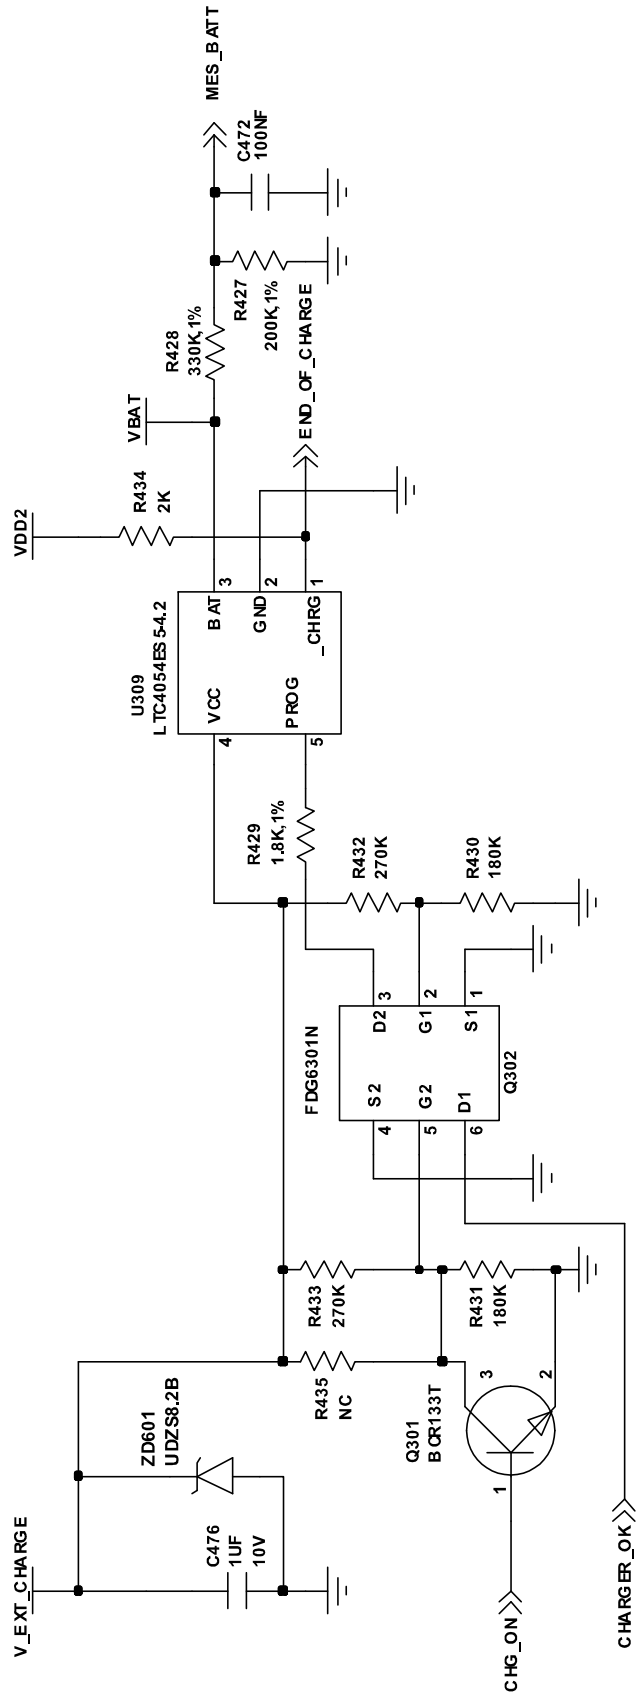 V_EXT_CHARGE
C476
1UF
10V
ZD601
UDZS8.2B
CHG_ON
CHARGER_OK
1
Q301
BCR133T
3
2
R435
NC
R433
270K
R431
180K
FDG6301N
S2
G2
D1
4
5
6
D2
G1
S1
3
2
1
Q302
R429
1.8K,1%
R432
270K
R430
180K
U309
LTC4054ES5-4.2
VCC
PROG
4
5
BAT
GND
_CHRG
3
2
1
VDD2
R434
2K
VBAT
END_OF_CHARGE
R428
330K,1%
R427
200K,1%
C472
100NF
MES_BATT